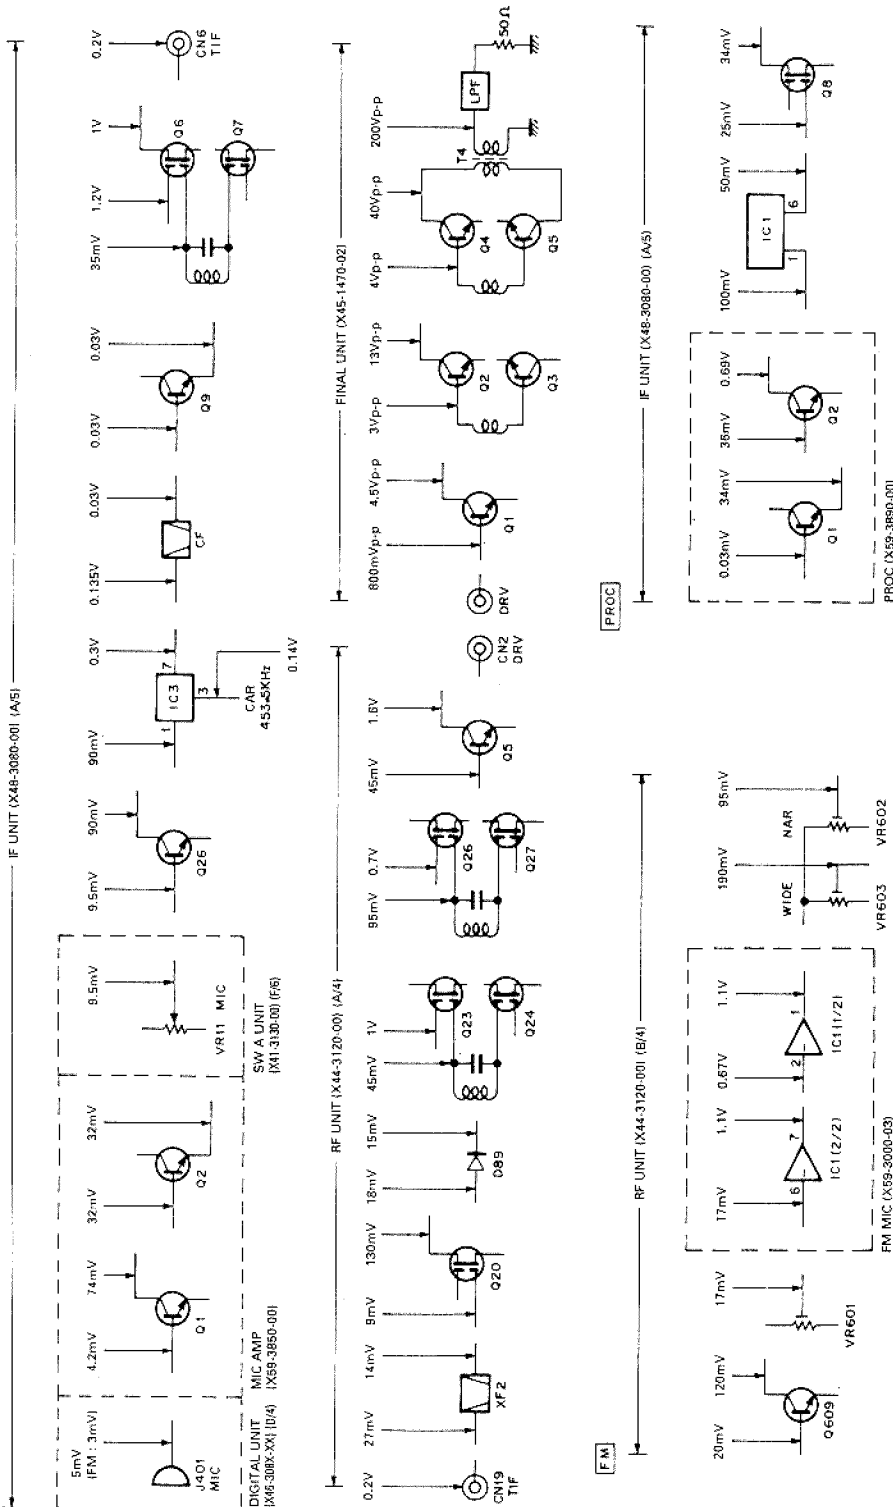 IF UNIT (X48-3080-00) (A/5)
5mV
(FM : 3mV)
4.2mV
74mV
32mV
32mV
9.5mV
9.5mV
90mV
90mV
0.3V
0.135V
0.03V
0.03V
0.03V
35mV
1.2V
1V
0.2V
J401
MIC
Q1
Q2
VR11 MIC
Q26
1
IC3
7
3
CAR
453.5KHz
0.14V
CF
Q9
Q6
Q7
CN6
TIF
DIGITAL UNIT
(X46-308X-XX) (D/4)
MIC AMP
(X59-3850-00)
SW A UNIT
(X41-3130-00) (F/6)
RF UNIT (X44-3120-00) (A/4)
FINAL UNIT (X45-1470-02)
0.2V
27mV
14mV
9mV
130mV
18mV
15mV
45mV
1V
95mV
0.7V
45mV
1.6V
800mVp-p
4.5Vp-p
3Vp-p
13Vp-p
4Vp-p
40Vp-p
200Vp-p
CN19
TIF
XF2
Q20
D89
Q23
Q24
Q26
Q27
Q5
CN2
DRV
DRV
Q1
Q2
Q3
Q4
Q5
T4
LPF
50Ω
FM
RF UNIT (X44-3120-00) (B/4)
20mV
120mV
17mV
17mV
1.1V
0.67V
1.1V
190mV
95mV
Q609
VR601
6
7
IC1(2/2)
2
1
IC1(1/2)
WIDE
NAR
VR603
VR602
FM MIC (X59-3000-03)
PROC
IF UNIT (X48-3080-00) (A/5)
0.03mV
34mV
35mV
0.69V
100mV
50mV
25mV
34mV
Q1
Q2
1
IC1
6
Q8
PROC (X59-3890-00)